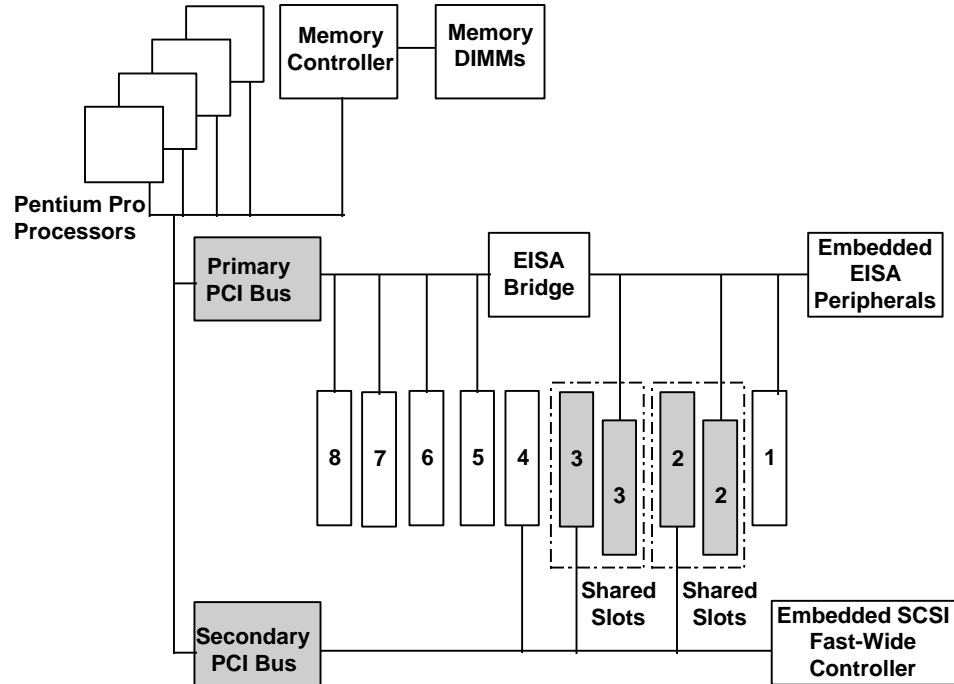 Memory
Controller
Memory
DIMMs
Pentium Pro
Processors
Primary
PCI Bus
EISA
Bridge
Embedded
EISA
Peripherals
8
7
6
5
4
3
3
2
2
1
Shared
Slots
Shared
Slots
Secondary
PCI Bus
Embedded SCSI
Fast-Wide
Controller